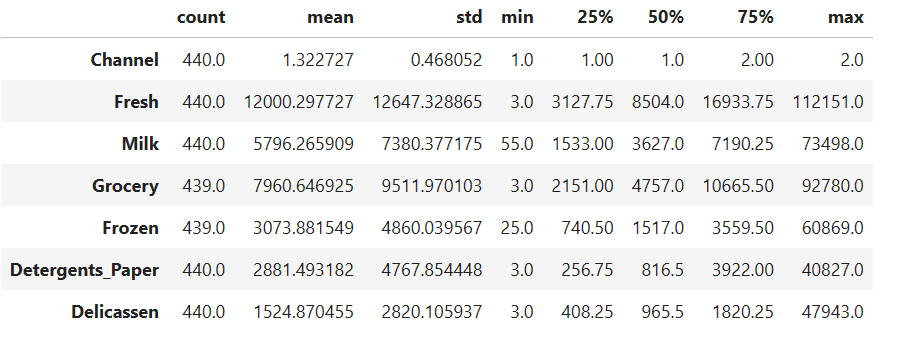 count mean std min 25% 50% 75% max
Channel 440.0 1.322727 0.468052 1.0 1.00 1.0 2.00 2.0
Fresh 440.0 12000.297727 12647.328865 3.0 3127.75 8504.0 16933.75 112151.0
Milk 440.0 5796.265909 7380.377175 55.0 1533.00 3627.0 7190.25 73498.0
Grocery 439.0 7960.646925 9511.970103 3.0 2151.00 4757.0 10665.50 92780.0
Frozen 439.0 3073.881549 4860.039567 25.0 740.50 1517.0 3559.50 60869.0
Detergents_Paper 440.0 2881.493182 4767.854448 3.0 256.75 816.5 3922.00 40827.0
Delicassen 440.0 1524.870455 2820.105937 3.0 408.25 965.5 1820.25 47943.0